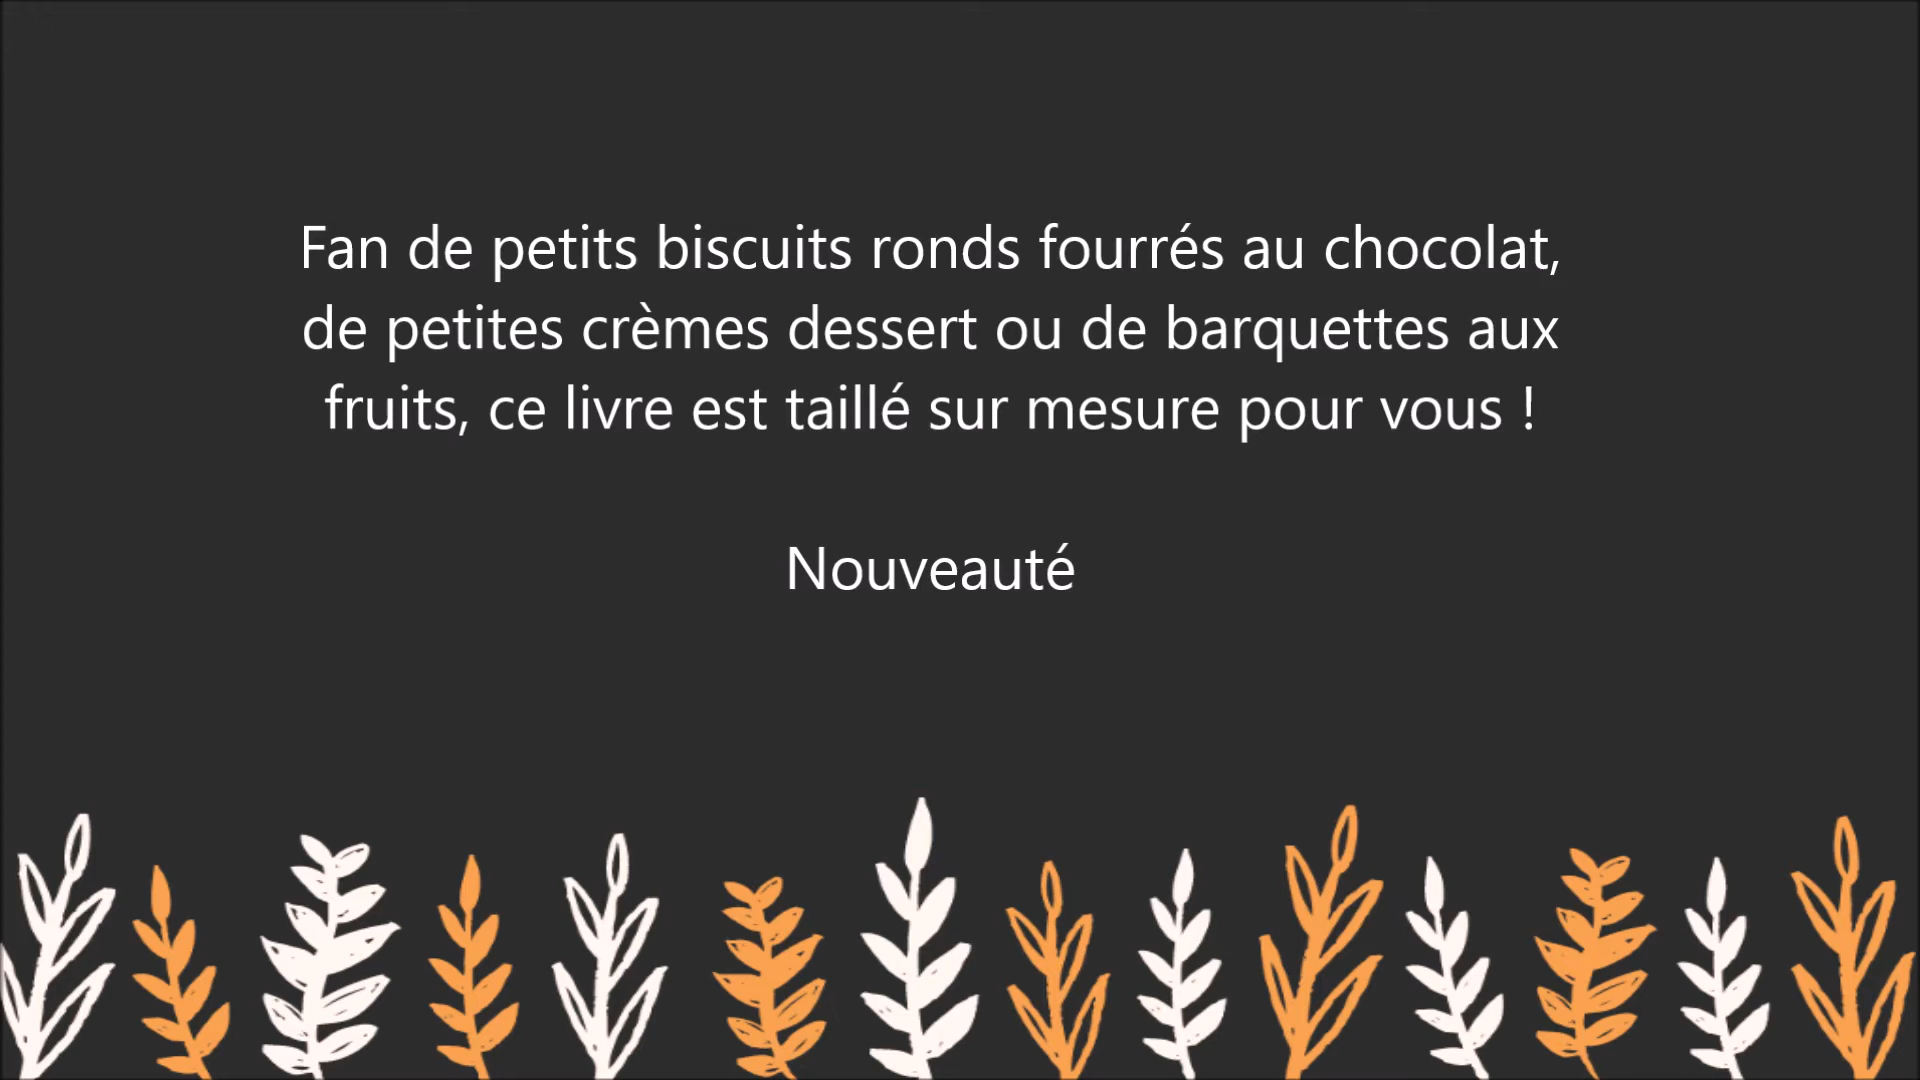 Fan de petits biscuits ronds fourrés au chocolat,
de petites crèmes dessert ou de barquettes aux
fruits, ce livre est taillé sur mesure pour vous !
Nouveauté